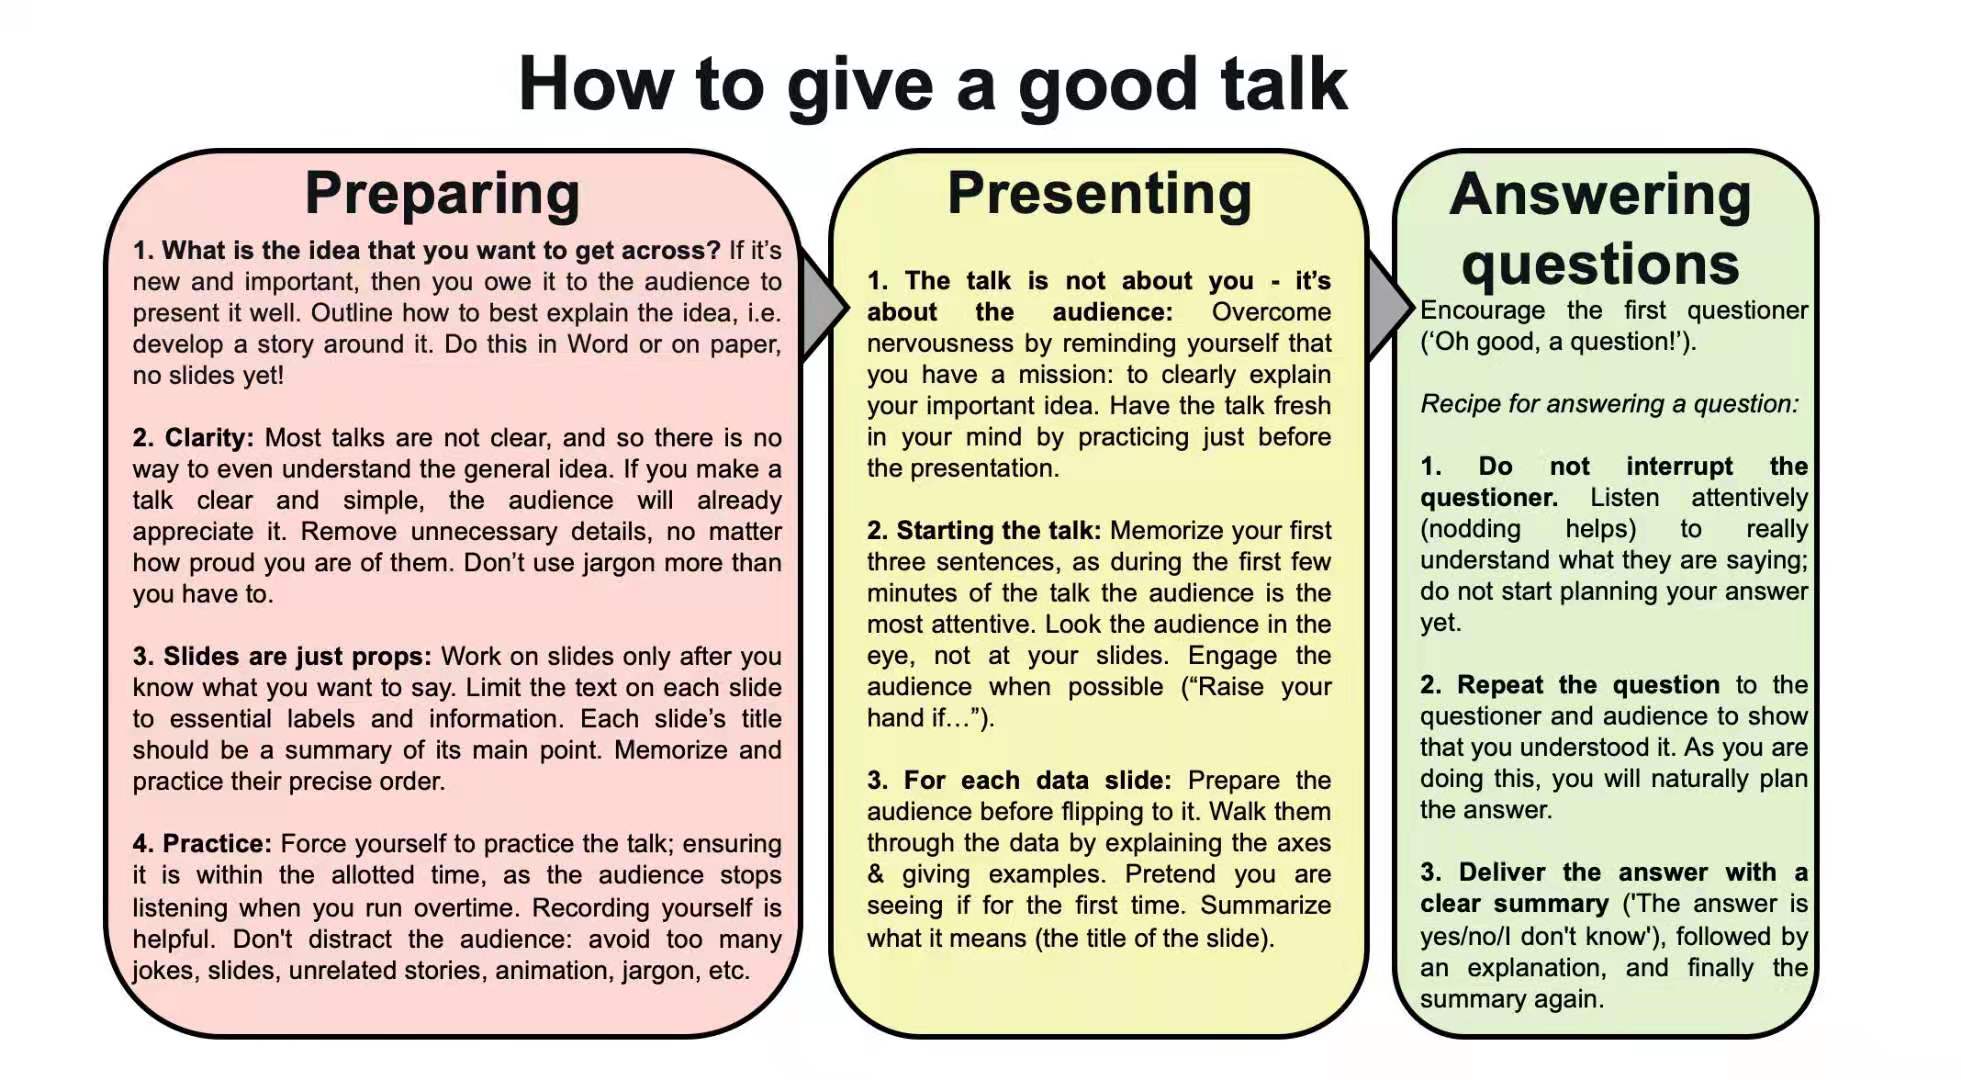 How to give a good talk
Preparing
1. What is the idea that you want to get across? If it’s
new and important, then you owe it to the audience to
present it well. Outline how to best explain the idea, i.e.
develop a story around it. Do this in Word or on paper,
no slides yet!
2. Clarity: Most talks are not clear, and so there is no
way to even understand the general idea. If you make a
talk clear and simple, the audience will already
appreciate it. Remove unnecessary details, no matter
how proud you are of them. Don’t use jargon more than
you have to.
3. Slides are just props: Work on slides only after you
know what you want to say. Limit the text on each slide
to essential labels and information. Each slide’s title
should be a summary of its main point. Memorize and
practice their precise order.
4. Practice: Force yourself to practice the talk; ensuring
it is within the allotted time, as the audience stops
listening when you run overtime. Recording yourself is
helpful. Don't distract the audience: avoid too many
jokes, slides, unrelated stories, animation, jargon, etc.
Presenting
1. The talk is not about you - it’s
about the audience: Overcome
nervousness by reminding yourself that
you have a mission: to clearly explain
your important idea. Have the talk fresh
in your mind by practicing just before
the presentation.
2. Starting the talk: Memorize your first
three sentences, as during the first few
minutes of the talk the audience is the
most attentive. Look the audience in the
eye, not at your slides. Engage the
audience when possible (“Raise your
hand if…”).
3. For each data slide: Prepare the
audience before flipping to it. Walk them
through the data by explaining the axes
& giving examples. Pretend you are
seeing if for the first time. Summarize
what it means (the title of the slide).
Answering
questions
Encourage the first questioner
(‘Oh good, a question!’).
Recipe for answering a question:
1. Do not interrupt the
questioner. Listen attentively
(nodding helps) to really
understand what they are saying;
do not start planning your answer
yet.
2. Repeat the question to the
questioner and audience to show
that you understood it. As you are
doing this, you will naturally plan
the answer.
3. Deliver the answer with a
clear summary ('The answer is
yes/no/I don't know'), followed by
an explanation, and finally the
summary again.